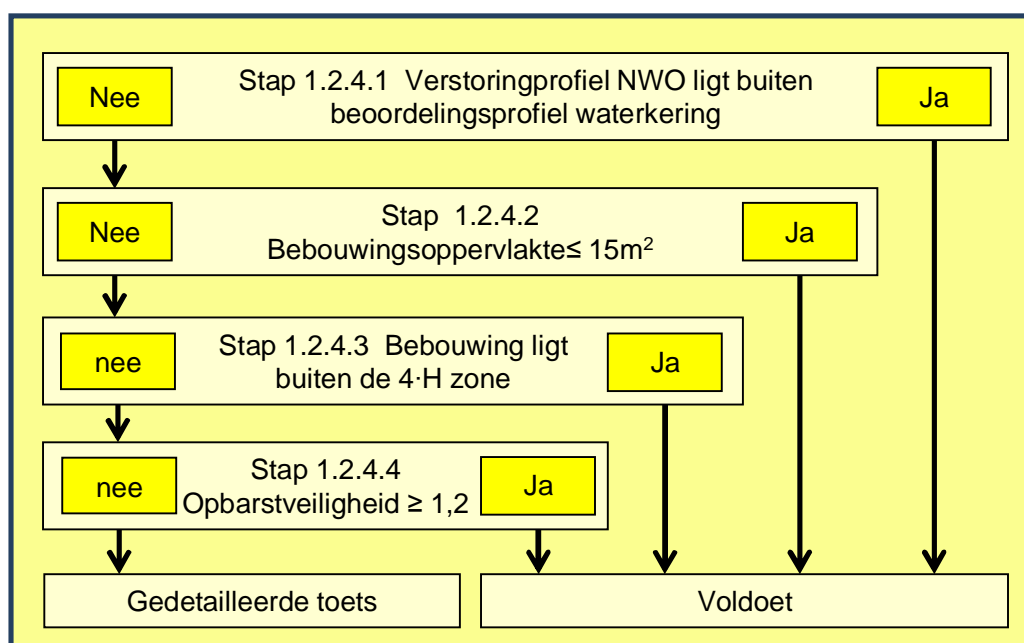 Nee
Stap 1.2.4.1 Verstoringprofiel NWO ligt buiten
beoordelingsprofiel waterkering
Ja
Nee
Stap 1.2.4.2
Bebouwingsoppervlakte≤ 15m²
Ja
nee
Stap 1.2.4.3 Bebouwing ligt
buiten de 4·H zone
Ja
nee
Stap 1.2.4.4
Opbarstveiligheid ≥ 1,2
Ja
Gedetailleerde toets
Voldoet